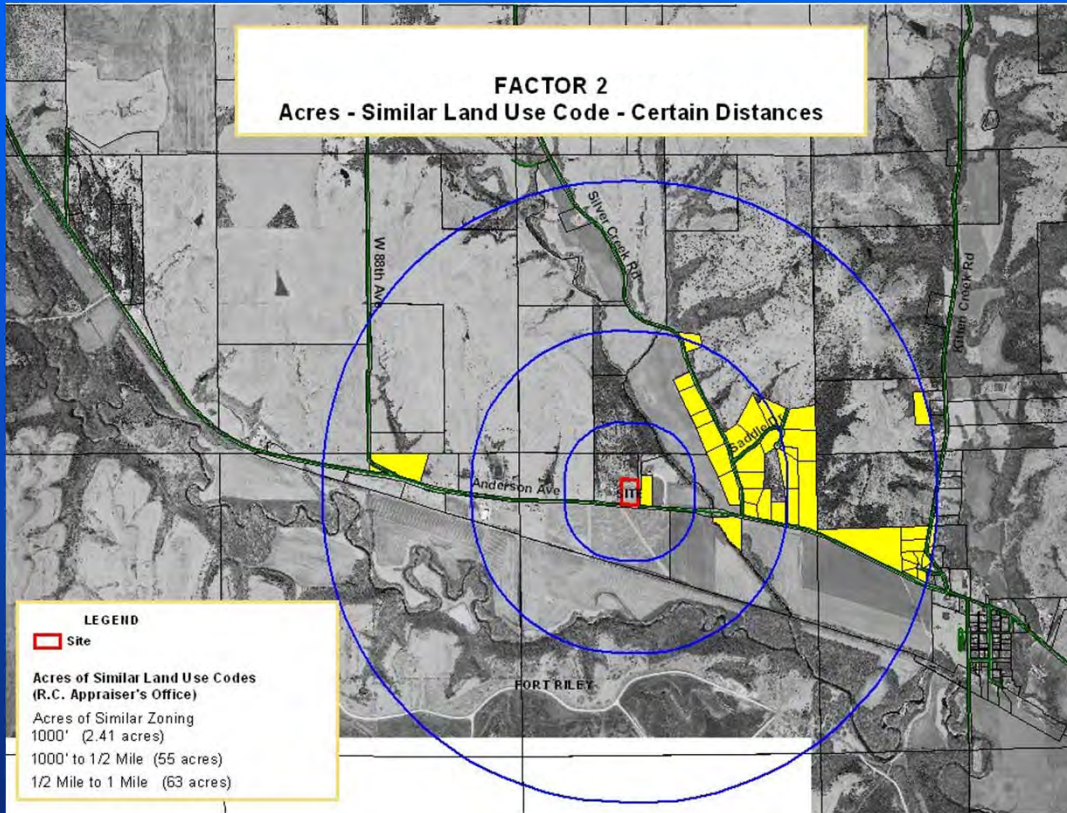 FACTOR 2
Acres - Similar Land Use Code - Certain Distances
Silver Creek Rd
W 88th Ave
Kitten Creek Rd
Saddle
Anderson Ave
SITE
FORT RILEY
LEGEND
Site
Acres of Similar Land Use Codes
(R.C. Appraiser's Office)
Acres of Similar Zoning
1000' (2.41 acres)
1000' to 1/2 Mile (55 acres)
1/2 Mile to 1 Mile (63 acres)